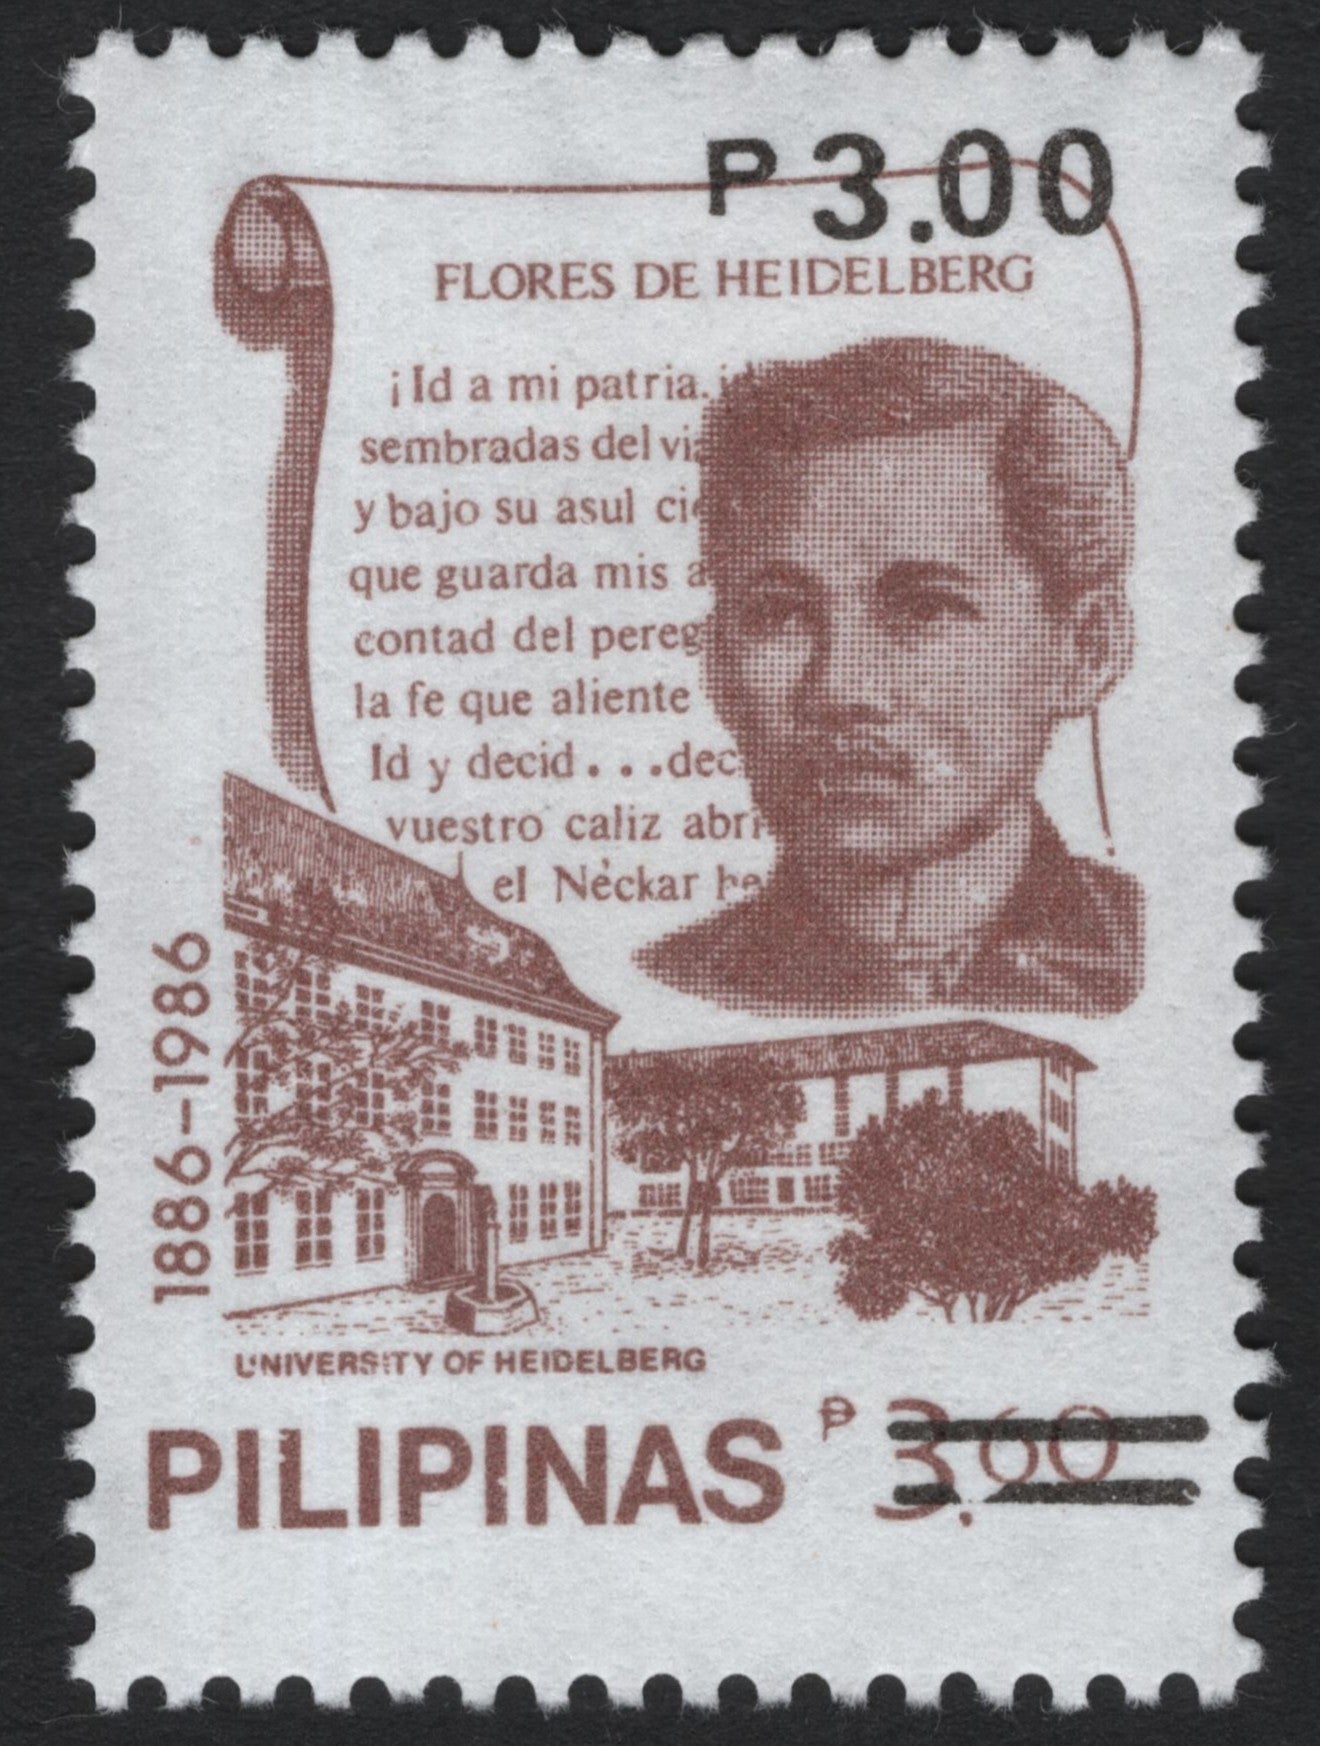 ₱3.00
FLORES DE HEIDELBERG
¡Id a mi patria,
sembradas del
y bajo su asul
que guarda mis
contad del
la fe que aliente
Id y decid...
vuestro caliz
el Néckar
1886-1986
UNIVERSITY OF HEIDELBERG
PILIPINAS ₱3.60